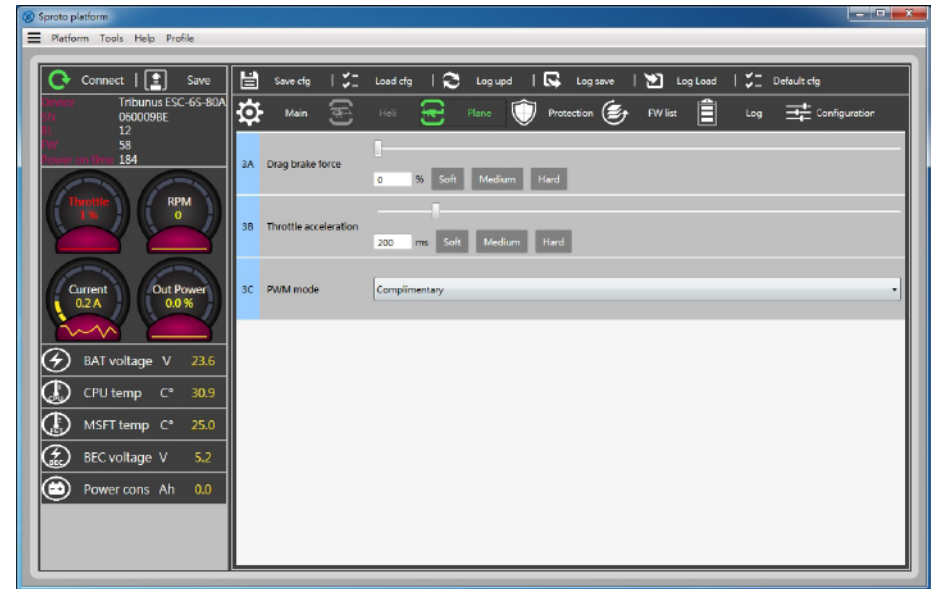 Sproto platform
Platform Tools Help Profile
Connect | Save
Save cfg | Load cfg | Log upd | Log save | Log Load | Default cfg
Device Tribunus ESC-6S-80A
SN 060009BE
BL 12
FW 58
Power on time 184
Main Heli Plane Protection FW list Log Configuration
3A Drag brake force
0 % Soft Medium Hard
3B Throttle acceleration
200 ms Soft Medium Hard
3C PWM mode Complimentary
Throttle
1 %
RPM
0
Current
0.2 A
Out Power
0.0 %
BAT voltage V 23.6
CPU temp C° 30.9
MSFT temp C° 25.0
BEC voltage V 5.2
Power cons Ah 0.0